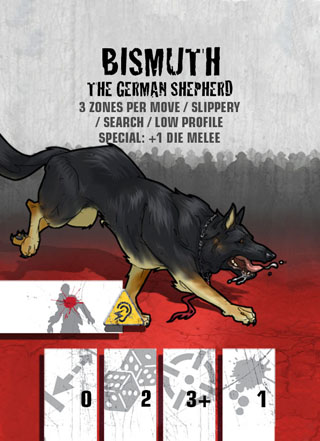 BISMUTH
THE GERMAN SHEPHERD
3 ZONES PER MOVE / SLIPPERY
/ SEARCH / LOW PROFILE
SPECIAL: +1 DIE MELEE
0 2 3+ 1